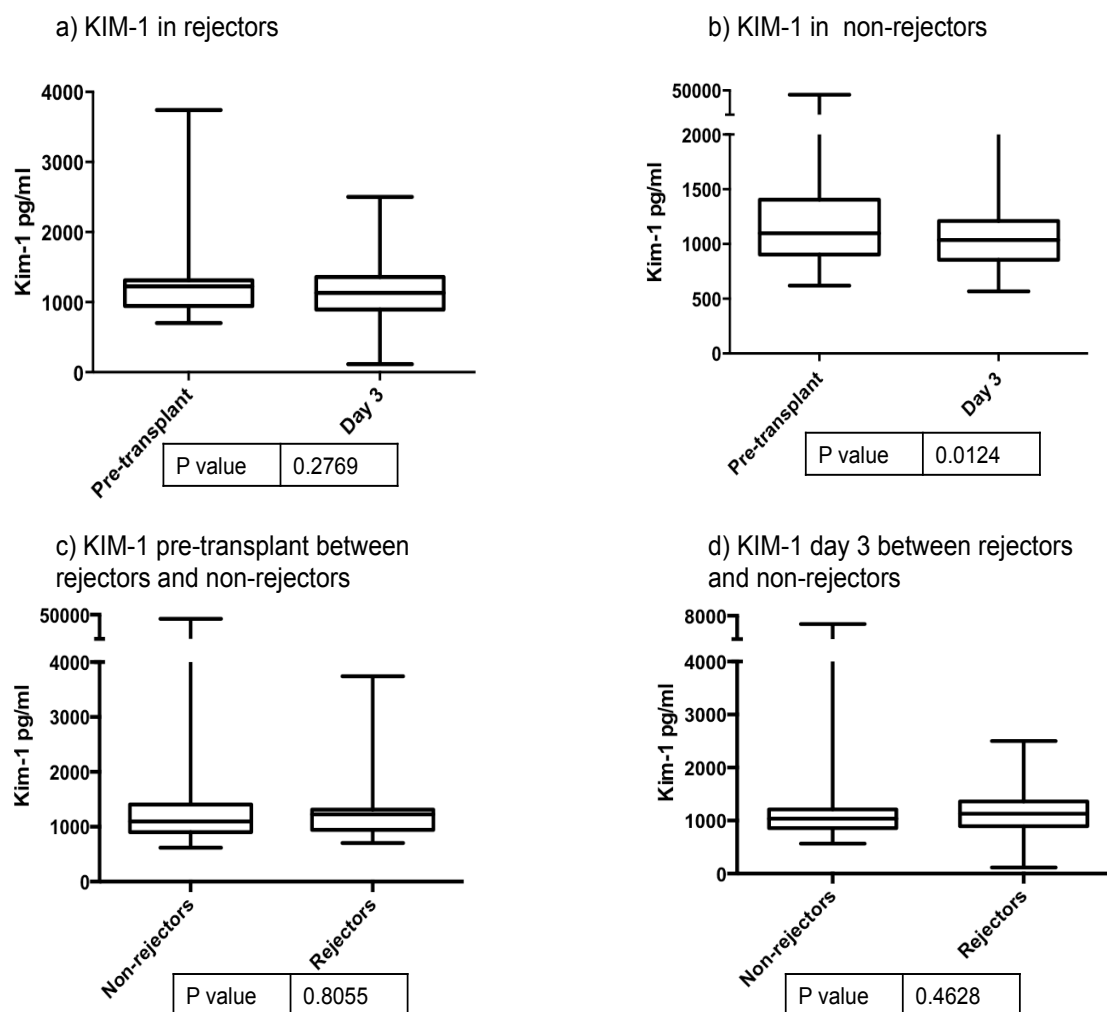 a) KIM-1 in rejectors
4000
3000
2000
1000
0
Kim-1 pg/ml
Pre-transplant
Day 3
P value 0.2769
b) KIM-1 in non-rejectors
50000
2000
1500
1000
500
0
Kim-1 pg/ml
Pre-transplant
Day 3
P value 0.0124
c) KIM-1 pre-transplant between
rejectors and non-rejectors
50000
4000
3000
2000
1000
0
Kim-1 pg/ml
Non-rejectors
Rejectors
P value 0.8055
d) KIM-1 day 3 between rejectors
and non-rejectors
8000
4000
3000
2000
1000
0
Kim-1 pg/ml
Non-rejectors
Rejectors
P value 0.4628